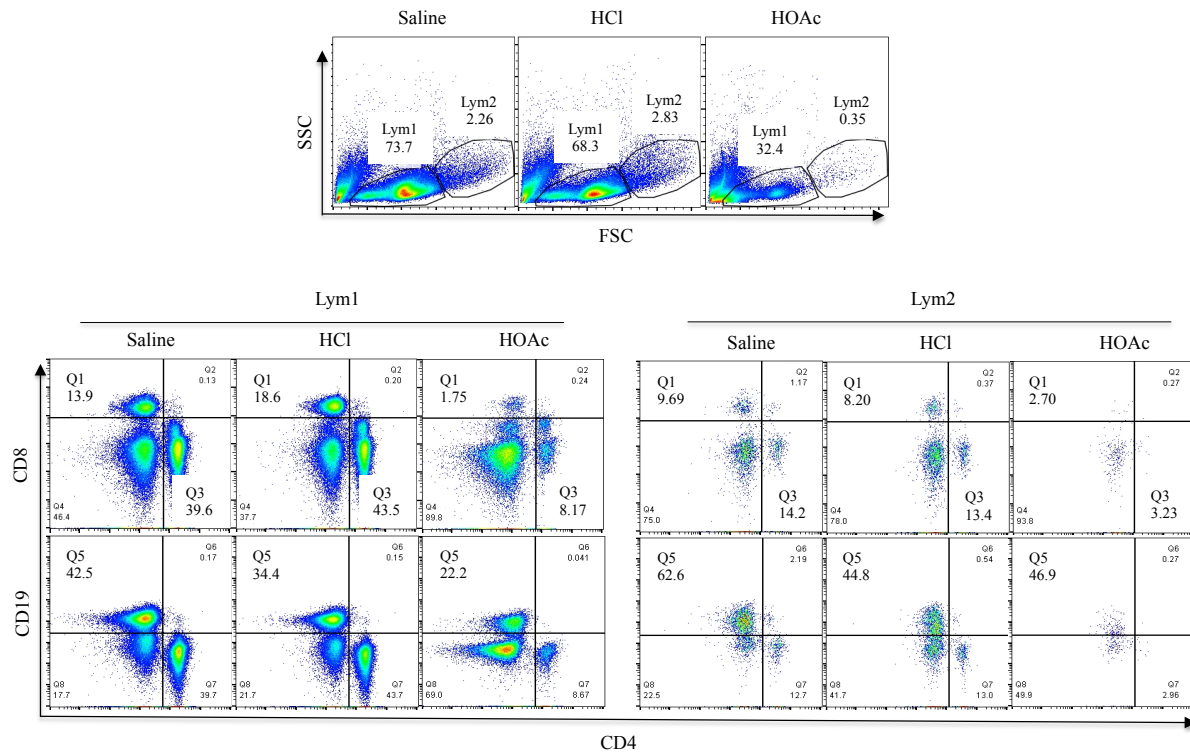 Saline HCl HOAc
SSC
Lym1
73.7
Lym2
2.26
Lym1
68.3
Lym2
2.83
Lym1
32.4
Lym2
0.35
FSC
Lym1
Lym2
Saline HCl HOAc
Saline HCl HOAc
CD8
Q1
13.9
Q2
0.13
Q4
46.4
Q3
39.6
Q1
18.6
Q2
0.20
Q4
37.7
Q3
43.5
Q1
1.75
Q2
0.24
Q4
89.8
Q3
8.17
Q1
9.69
Q2
1.17
Q4
75.0
Q3
14.2
Q1
8.20
Q2
0.37
Q4
78.0
Q3
13.4
Q1
2.70
Q2
0.27
Q4
93.8
Q3
3.23
CD19
Q5
42.5
Q6
0.17
Q8
17.7
Q7
39.7
Q5
34.4
Q6
0.15
Q8
21.7
Q7
43.7
Q5
22.2
Q6
0.041
Q8
69.0
Q7
8.67
Q5
62.6
Q6
2.19
Q8
22.5
Q7
12.7
Q5
44.8
Q6
0.54
Q8
41.7
Q7
13.0
Q5
46.9
Q6
0.27
Q8
49.9
Q7
2.96
CD4